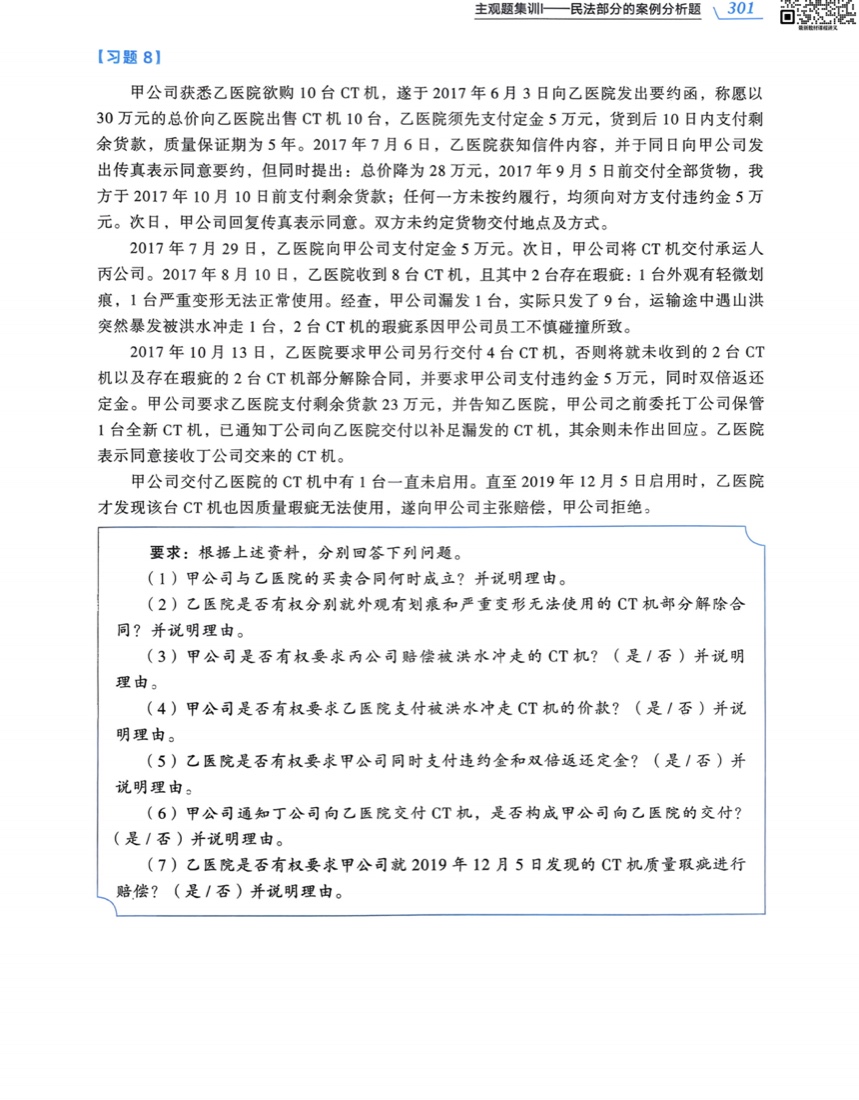 主观题集训Ⅰ——民法部分的案例分析题 301
【习题 8】
甲公司获悉乙医院欲购 10 台 CT 机，遂于 2017 年 6 月 3 日向乙医院发出要约函，称愿以
30 万元的总价向乙医院出售 CT 机 10 台，乙医院须先支付定金 5 万元，货到后 10 日内支付剩
余货款，质量保证期为 5 年。2017 年 7 月 6 日，乙医院获知信件内容，并于同日向甲公司发
出传真表示同意要约，但同时提出：总价降为 28 万元，2017 年 9 月 5 日前交付全部货物，我
方于 2017 年 10 月 10 日前支付剩余货款；任何一方未按约履行，均须向对方支付违约金 5 万
元。次日，甲公司回复传真表示同意。双方未约定货物交付地点及方式。
2017 年 7 月 29 日，乙医院向甲公司支付定金 5 万元。次日，甲公司将 CT 机交付承运人
丙公司。2017 年 8 月 10 日，乙医院收到 8 台 CT 机，且其中 2 台存在瑕疵：1 台外观有轻微划
痕，1 台严重变形无法正常使用。经查，甲公司漏发 1 台，实际只发了 9 台，运输途中遇山洪
突然暴发被洪水冲走 1 台，2 台 CT 机的瑕疵系因甲公司员工不慎碰撞所致。
2017 年 10 月 13 日，乙医院要求甲公司另行交付 4 台 CT 机，否则将就未收到的 2 台 CT
机以及存在瑕疵的 2 台 CT 机部分解除合同，并要求甲公司支付违约金 5 万元，同时双倍返还
定金。甲公司要求乙医院支付剩余货款 23 万元，并告知乙医院，甲公司之前委托丁公司保管
1 台全新 CT 机，已通知丁公司向乙医院交付以补足漏发的 CT 机，其余则未作出回应。乙医院
表示同意接收丁公司交来的 CT 机。
甲公司交付乙医院的 CT 机中有 1 台一直未启用。直至 2019 年 12 月 5 日启用时，乙医院
才发现该台 CT 机也因质量瑕疵无法使用，遂向甲公司主张赔偿，甲公司拒绝。
要求：根据上述资料，分别回答下列问题。
（1）甲公司与乙医院的买卖合同何时成立？并说明理由。
（2）乙医院是否有权分别就外观有划痕和严重变形无法使用的 CT 机部分解除合
同？并说明理由。
（3）甲公司是否有权要求丙公司赔偿被洪水冲走的 CT 机？（是 / 否）并说明
理由。
（4）甲公司是否有权要求乙医院支付被洪水冲走 CT 机的价款？（是 / 否）并说
明理由。
（5）乙医院是否有权要求甲公司同时支付违约金和双倍返还定金？（是 / 否）并
说明理由。
（6）甲公司通知丁公司向乙医院交付 CT 机，是否构成甲公司向乙医院的交付？
（是 / 否）并说明理由。
（7）乙医院是否有权要求甲公司就 2019 年 12 月 5 日发现的 CT 机质量瑕疵进行
赔偿？（是 / 否）并说明理由。